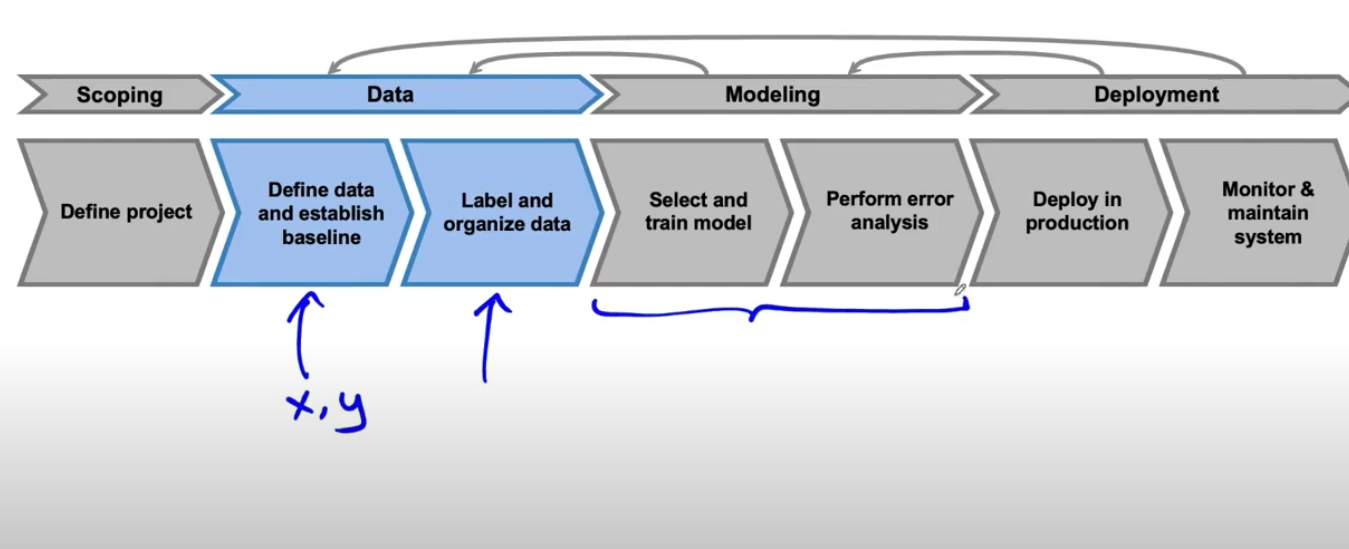 Scoping
Data
Modeling
Deployment
Define project
Define data
and establish
baseline
Label and
organize data
Select and
train model
Perform error
analysis
Deploy in
production
Monitor &
maintain
system
x, y